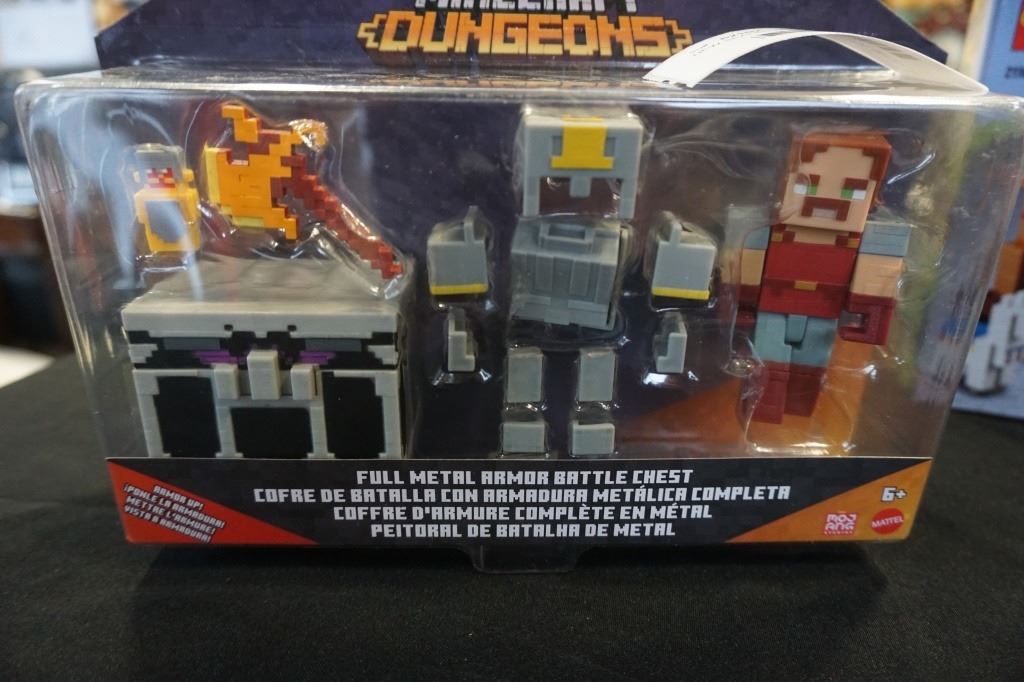 MINECRAFT
DUNGEONS
FULL METAL ARMOR BATTLE CHEST
COFRE DE BATALLA CON ARMADURA METÁLICA COMPLETA
COFFRE D'ARMURE COMPLÈTE EN MÉTAL
PEITORAL DE BATALHA DE METAL
ARMOR UP!
¡PONLE LA ARMADURA!
METTRE L'ARMURE!
VISTA A ARMADURA!
6+
MOJANG
STUDIOS
MATTEL